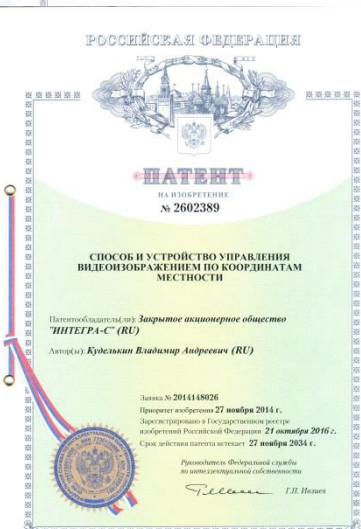 РОССИЙСКАЯ ФЕДЕРАЦИЯ
ПАТЕНТ
НА ИЗОБРЕТЕНИЕ
№ 2602389
СПОСОБ И УСТРОЙСТВО УПРАВЛЕНИЯ
ВИДЕОИЗОБРАЖЕНИЕМ ПО КООРДИНАТАМ
МЕСТНОСТИ
Патентообладатель(ли): Закрытое акционерное общество
"ИНТЕГРА-С" (RU)
Автор(ы): Куделькин Владимир Андреевич (RU)
Заявка № 2014148026
Приоритет изобретения 27 ноября 2014 г.
Зарегистрировано в Государственном реестре
изобретений Российской Федерации 21 октября 2016 г.
Срок действия патента истекает 27 ноября 2034 г.
Руководитель Федеральной службы
по интеллектуальной собственности
Г.П. Ивлиев